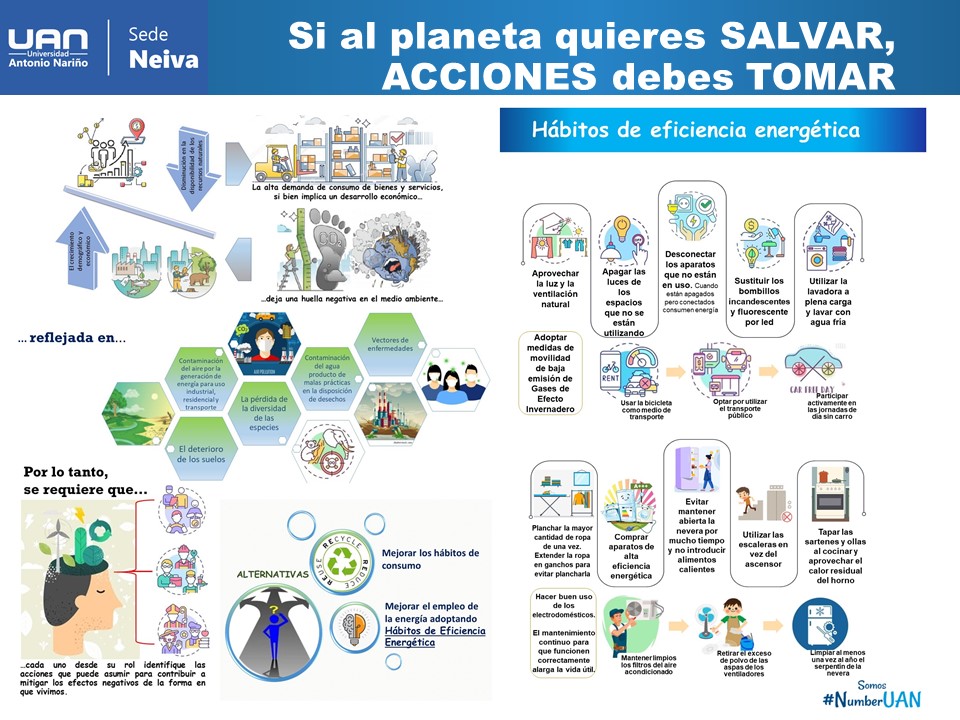 UAN
Universidad
Antonio Nariño
Sede
Neiva
Si al planeta quieres SALVAR,
ACCIONES debes TOMAR
Disminución en la
disponibilidad de los
recursos naturales
El crecimiento
demográfico y
económico
La alta demanda de consumo de bienes y servicios,
si bien implica un desarrollo económico...
CO2
...deja una huella negativa en el medio ambiente...
... reflejada en...
Contaminación
del aire por la
generación de
energía para uso
industrial,
residencial y
transporte
CO2
AIR POLLUTION
Contaminación
del agua
producto de
malas prácticas
en la disposición
de desechos
Vectores de
enfermedades
La pérdida de
la diversidad
de las
especies
El deterioro
de los suelos
Por lo tanto,
se requiere que...
...cada uno desde su rol identifique las
acciones que puede asumir para contribuir a
mitigar los efectos negativos de la forma en
que vivimos.
ALTERNATIVAS
?
REUSE
RECYCLE
REDUCE
Mejorar los hábitos de
consumo
Mejorar el empleo de
la energía adoptando
Hábitos de Eficiencia
Energética
Hábitos de eficiencia energética
Aprovechar
la luz y la
ventilación
natural
Apagar las
luces de
los
espacios
que no se
están
utilizando
Desconectar
los aparatos
que no están
en uso. Cuando
están apagados
pero conectados
consumen energía
Sustituir los
bombillos
incandescentes
y fluorescente
por led
Utilizar la
lavadora a
plena carga
y lavar con
agua fria
Adoptar
medidas de
movilidad
de baja
emisión de
Gases de
Efecto
Invernadero
RENT
Usar la bicicleta
como medio de
transporte
Optar por utilizar
el transporte
público
CAR FREE DAY
Participar
activamente en
las jornadas de
día sin carro
Planchar la mayor
cantidad de ropa
de una vez.
Extender la ropa
en ganchos para
evitar plancharla
A+++
Comprar
aparatos de
alta
eficiencia
energética
Evitar
mantener
abierta la
nevera por
mucho tiempo
y no introducir
alimentos
calientes
Utilizar las
escaleras en
vez del
ascensor
Tapar las
sartenes y ollas
al cocinar y
aprovechar el
calor residual
del horno
Hacer buen uso
de los
electrodomésticos.
El mantenimiento
continuo para
que funcionen
correctamente
alarga la vida útil.
Mantener limpios
los filtros del aire
acondicionado
Retirar el exceso
de polvo de las
aspas de los
ventiladores
Limpiar al menos
una vez al año el
serpentín de la
nevera
Somos
#NumberUAN